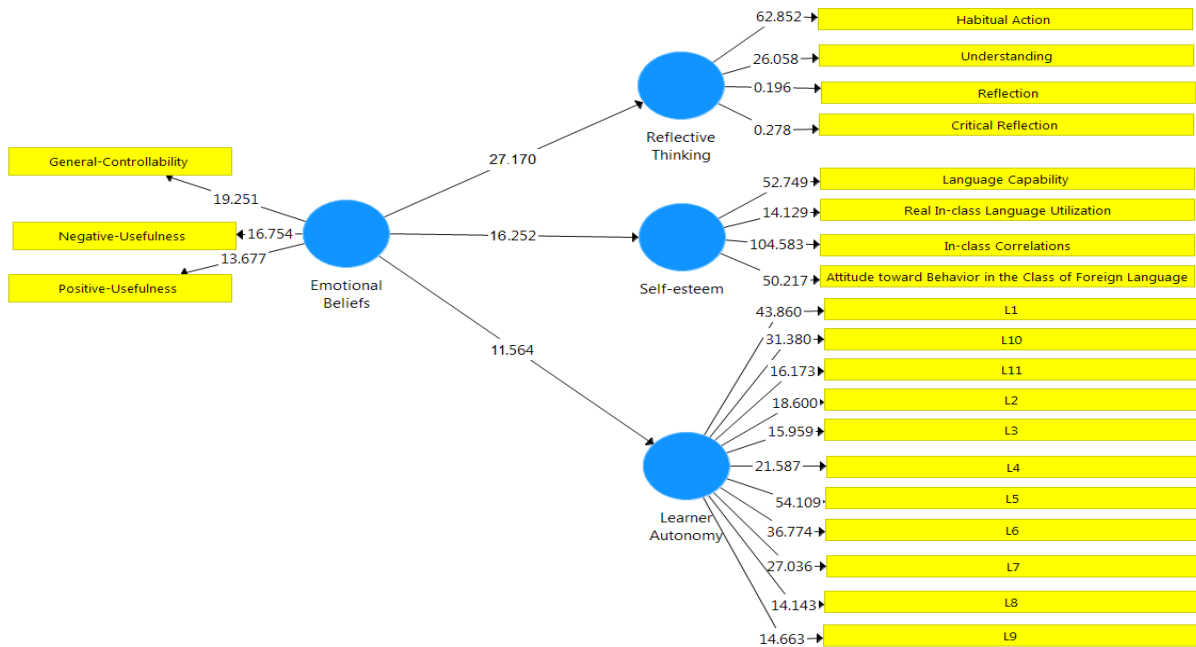 General-Controllability
19.251
Negative-Usefulness
16.754
13.677
Positive-Usefulness
Emotional
Beliefs
27.170
16.252
11.564
Reflective
Thinking
62.852
Habitual Action
26.058
Understanding
0.196
Reflection
0.278
Critical Reflection
Self-esteem
52.749
Language Capability
14.129
Real In-class Language Utilization
104.583
In-class Correlations
50.217
Attitude toward Behavior in the Class of Foreign Language
Learner
Autonomy
43.860
L1
31.380
L10
16.173
L11
18.600
L2
15.959
L3
21.587
L4
54.109
L5
36.774
L6
27.036
L7
14.143
L8
14.663
L9